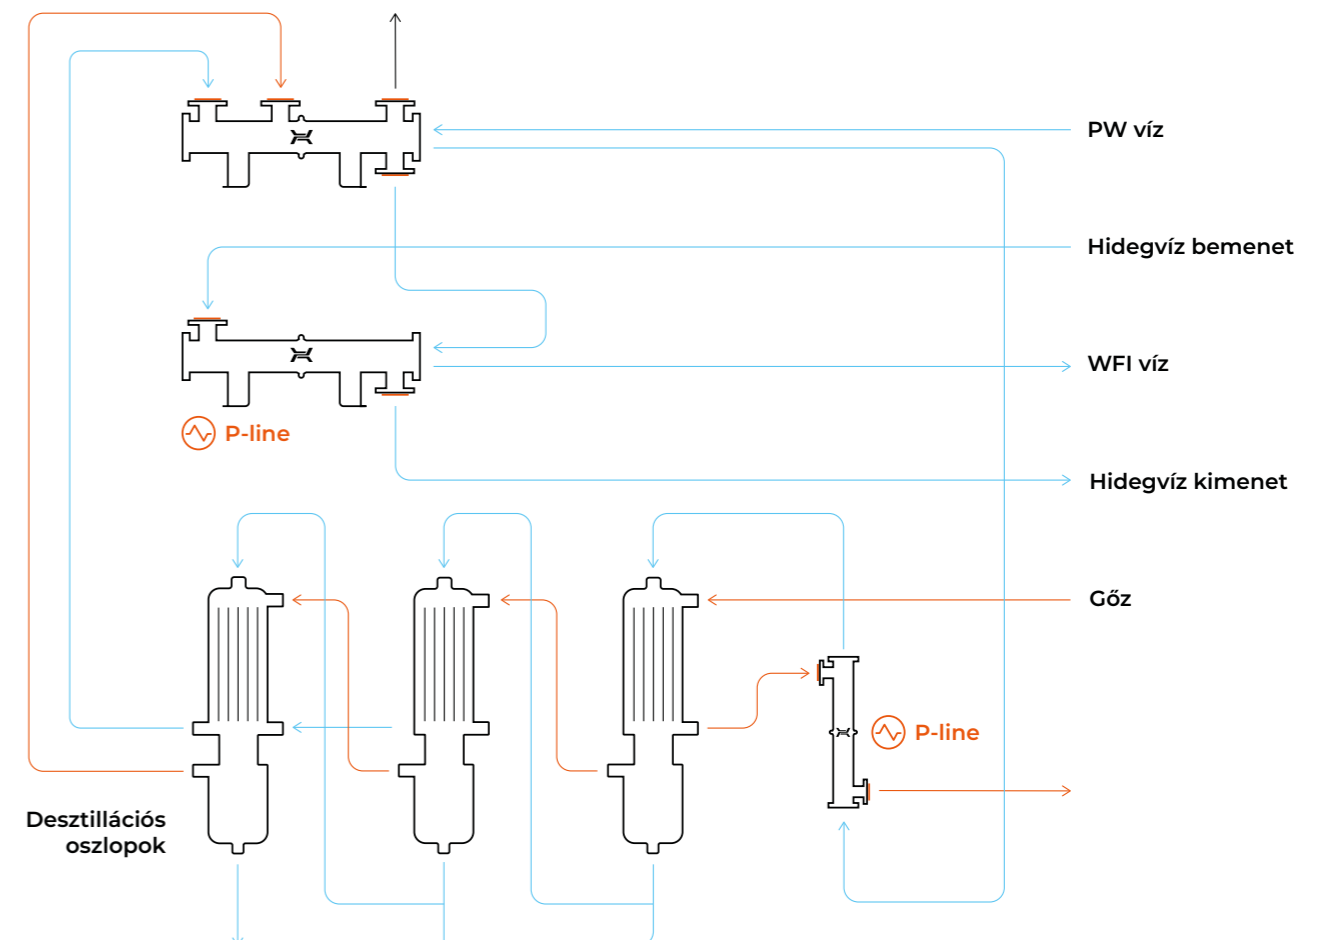 PW víz
Hidegvíz bemenet
WFI víz
P-line
Hidegvíz kimenet
Gőz
P-line
Desztillációs
oszlopok